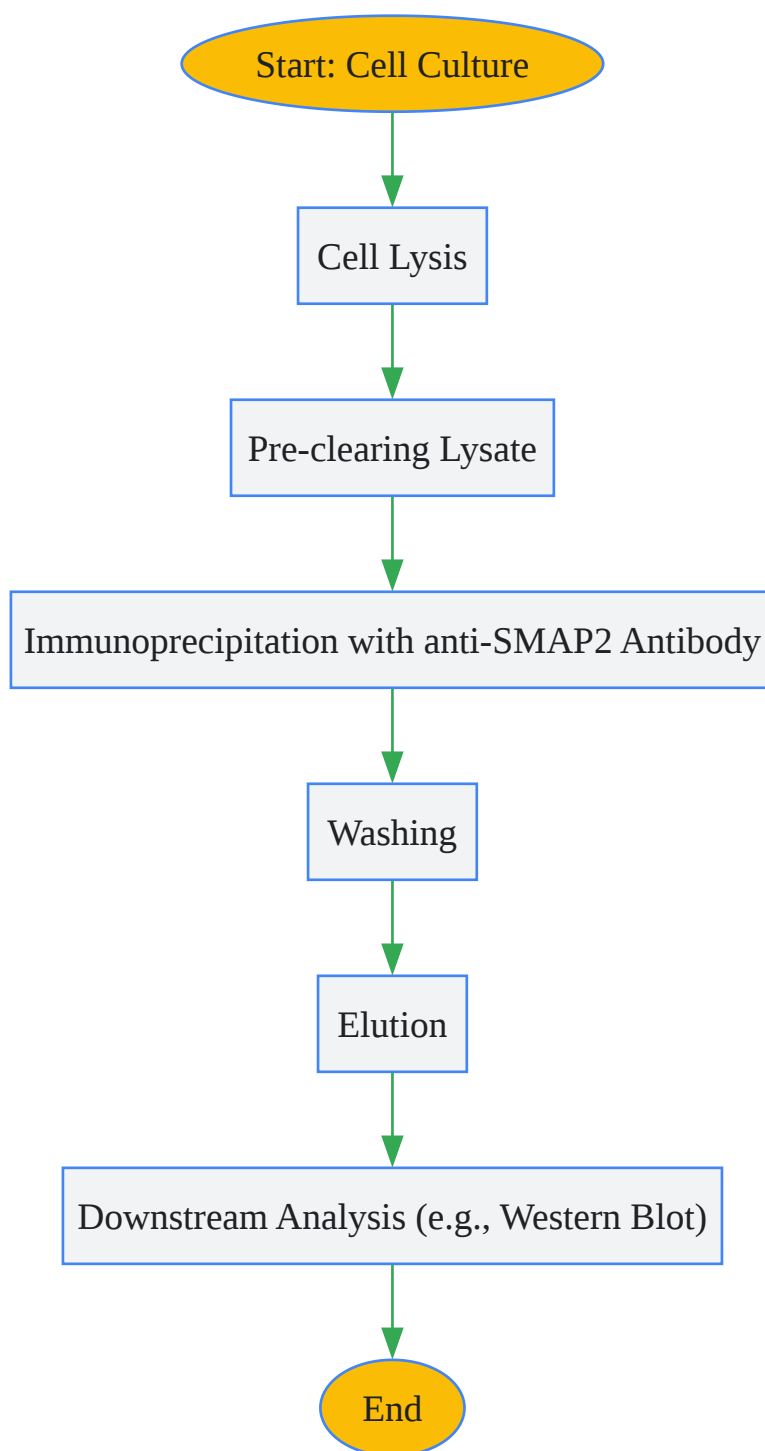 Start: Cell Culture
Cell Lysis
Pre-clearing Lysate
Immunoprecipitation with anti-SMAP2 Antibody
Washing
Elution
Downstream Analysis (e.g., Western Blot)
End